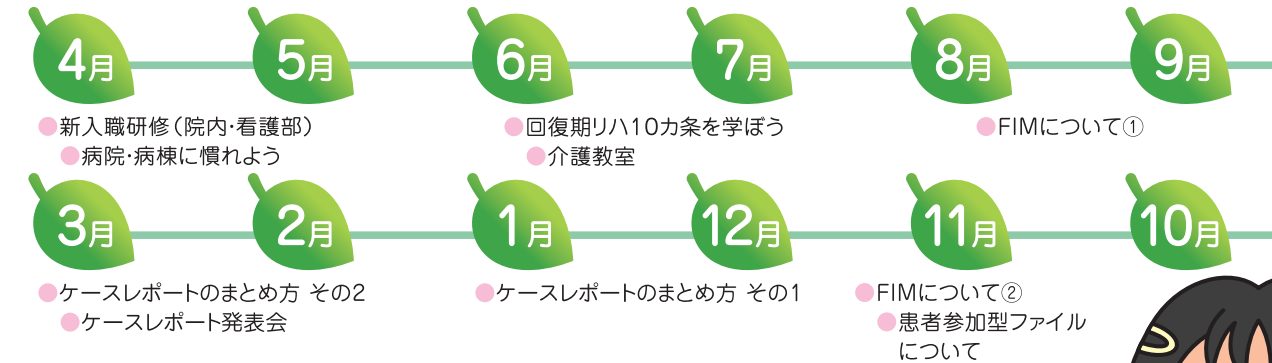 4月 5月 6月 7月 8月 9月
●新入職研修（院内・看護部）
●病院・病棟に慣れよう
●回復期リハ10カ条を学ぼう
●介護教室
●FIMについて①
3月 2月 1月 12月 11月 10月
●ケースレポートのまとめ方 その2
●ケースレポート発表会
●ケースレポートのまとめ方 その1
●FIMについて②
●患者参加型ファイル
について